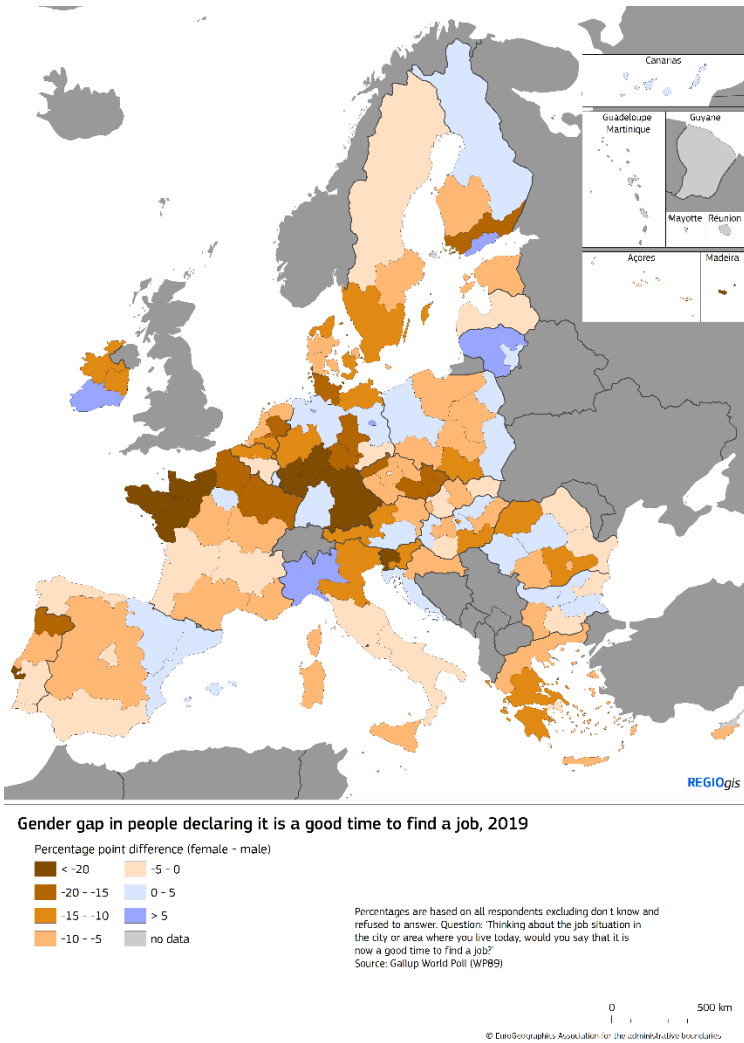 Canarias
Guadeloupe
Martinique
Guyane
Mayotte
Réunion
Açores
Madeira
REGIOgis
Gender gap in people declaring it is a good time to find a job, 2019
Percentage point difference (female - male)
< -20
-20 - -15
-15 - -10
-10 - -5
-5 - 0
0 - 5
> 5
no data
Percentages are based on all respondents excluding don't know and
refused to answer. Question: 'Thinking about the job situation in
the city or area where you live today, would you say that it is
now a good time to find a job?'
Source: Gallup World Poll (WP89)
0 500 km
© EuroGeographics Association for the administrative boundaries